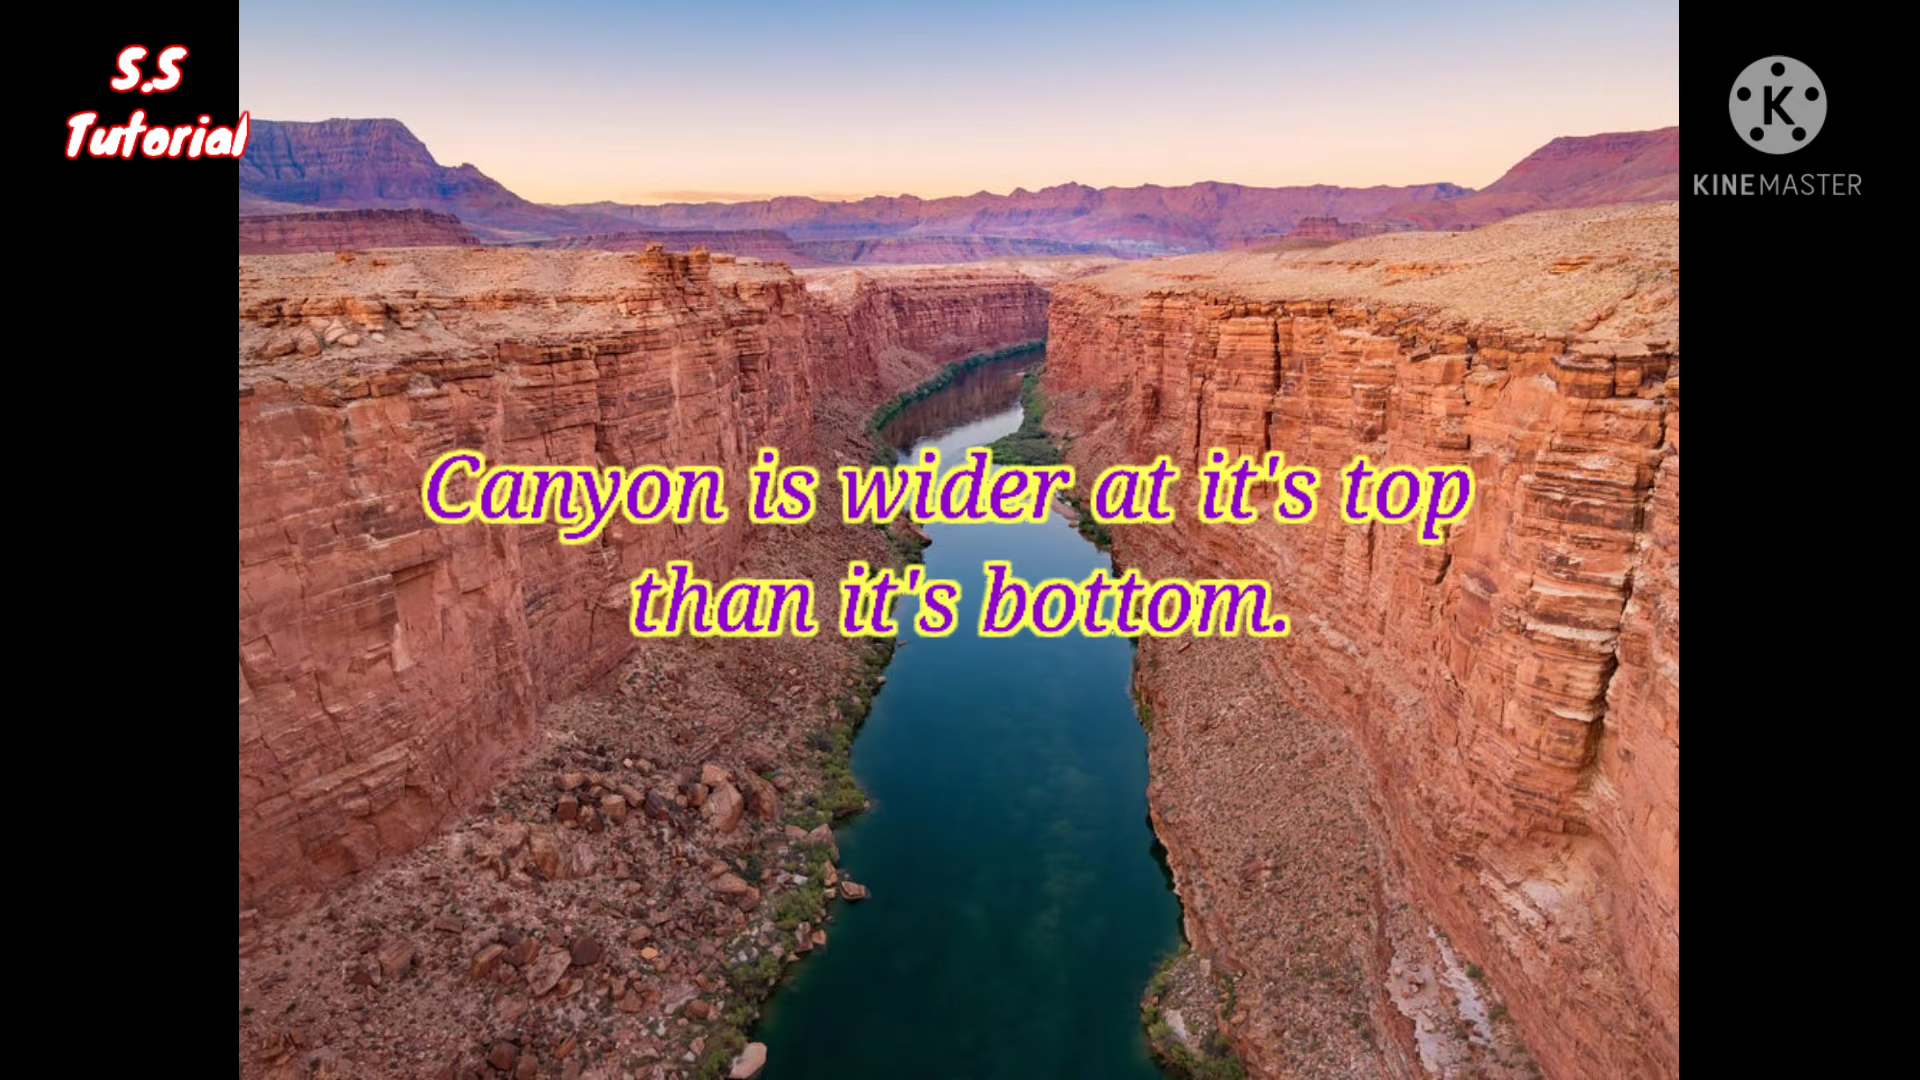 S.S
Tutorial
KINEMASTER
Canyon is wider at it's top
than it's bottom.